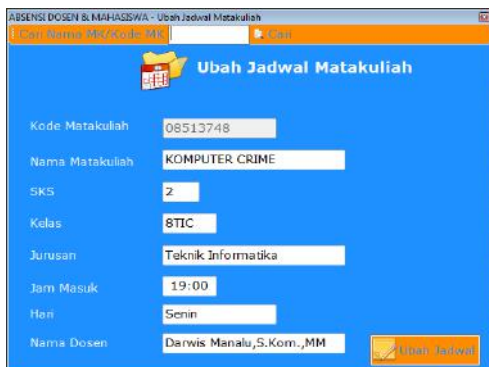 ABSENSI DOSEN & MAHASISWA - Ubah Jadwal Matakuliah
Cari Nama MK/Kode MK Cari
Ubah Jadwal Matakuliah
Kode Matakuliah 08513748
Nama Matakuliah KOMPUTER CRIME
SKS 2
Kelas 8TIC
Jurusan Teknik Informatika
Jam Masuk 19:00
Hari Senin
Nama Dosen Darwis Manalu,S.Kom.,MM
Ubah Jadwal